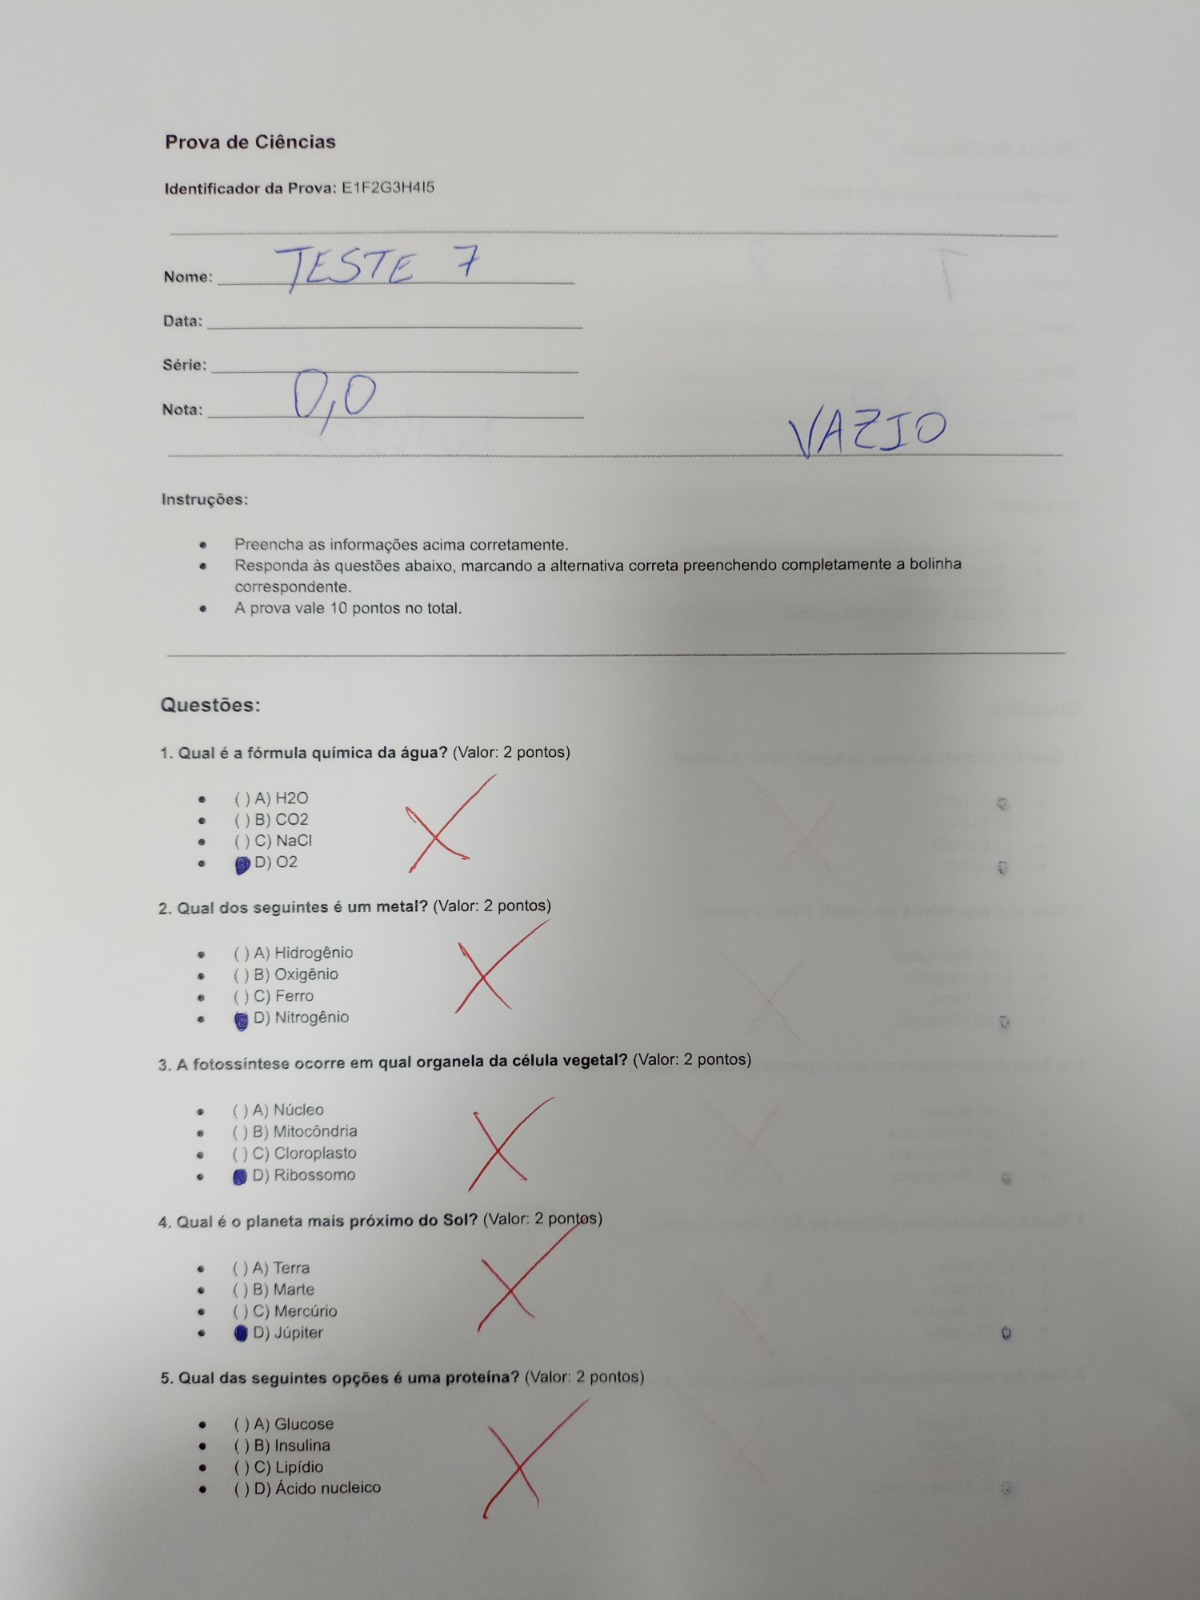 Prova de Ciências
Identificador da Prova: E1F2G3H4I5
Nome: TESTE 7
Data:
Série:
Nota: 0,0
VAZIO
Instruções:
• Preencha as informações acima corretamente.
• Responda às questões abaixo, marcando a alternativa correta preenchendo completamente a bolinha
correspondente.
• A prova vale 10 pontos no total.
Questões:
1. Qual é a fórmula química da água? (Valor: 2 pontos)
• ( ) A) H2O
• ( ) B) CO2
• ( ) C) NaCl
• D) O2
2. Qual dos seguintes é um metal? (Valor: 2 pontos)
• ( ) A) Hidrogênio
• ( ) B) Oxigênio
• ( ) C) Ferro
• D) Nitrogênio
3. A fotossíntese ocorre em qual organela da célula vegetal? (Valor: 2 pontos)
• ( ) A) Núcleo
• ( ) B) Mitocôndria
• ( ) C) Cloroplasto
• D) Ribossomo
4. Qual é o planeta mais próximo do Sol? (Valor: 2 pontos)
• ( ) A) Terra
• ( ) B) Marte
• ( ) C) Mercúrio
• D) Júpiter
5. Qual das seguintes opções é uma proteína? (Valor: 2 pontos)
• ( ) A) Glucose
• ( ) B) Insulina
• ( ) C) Lipídio
• ( ) D) Ácido nucleico